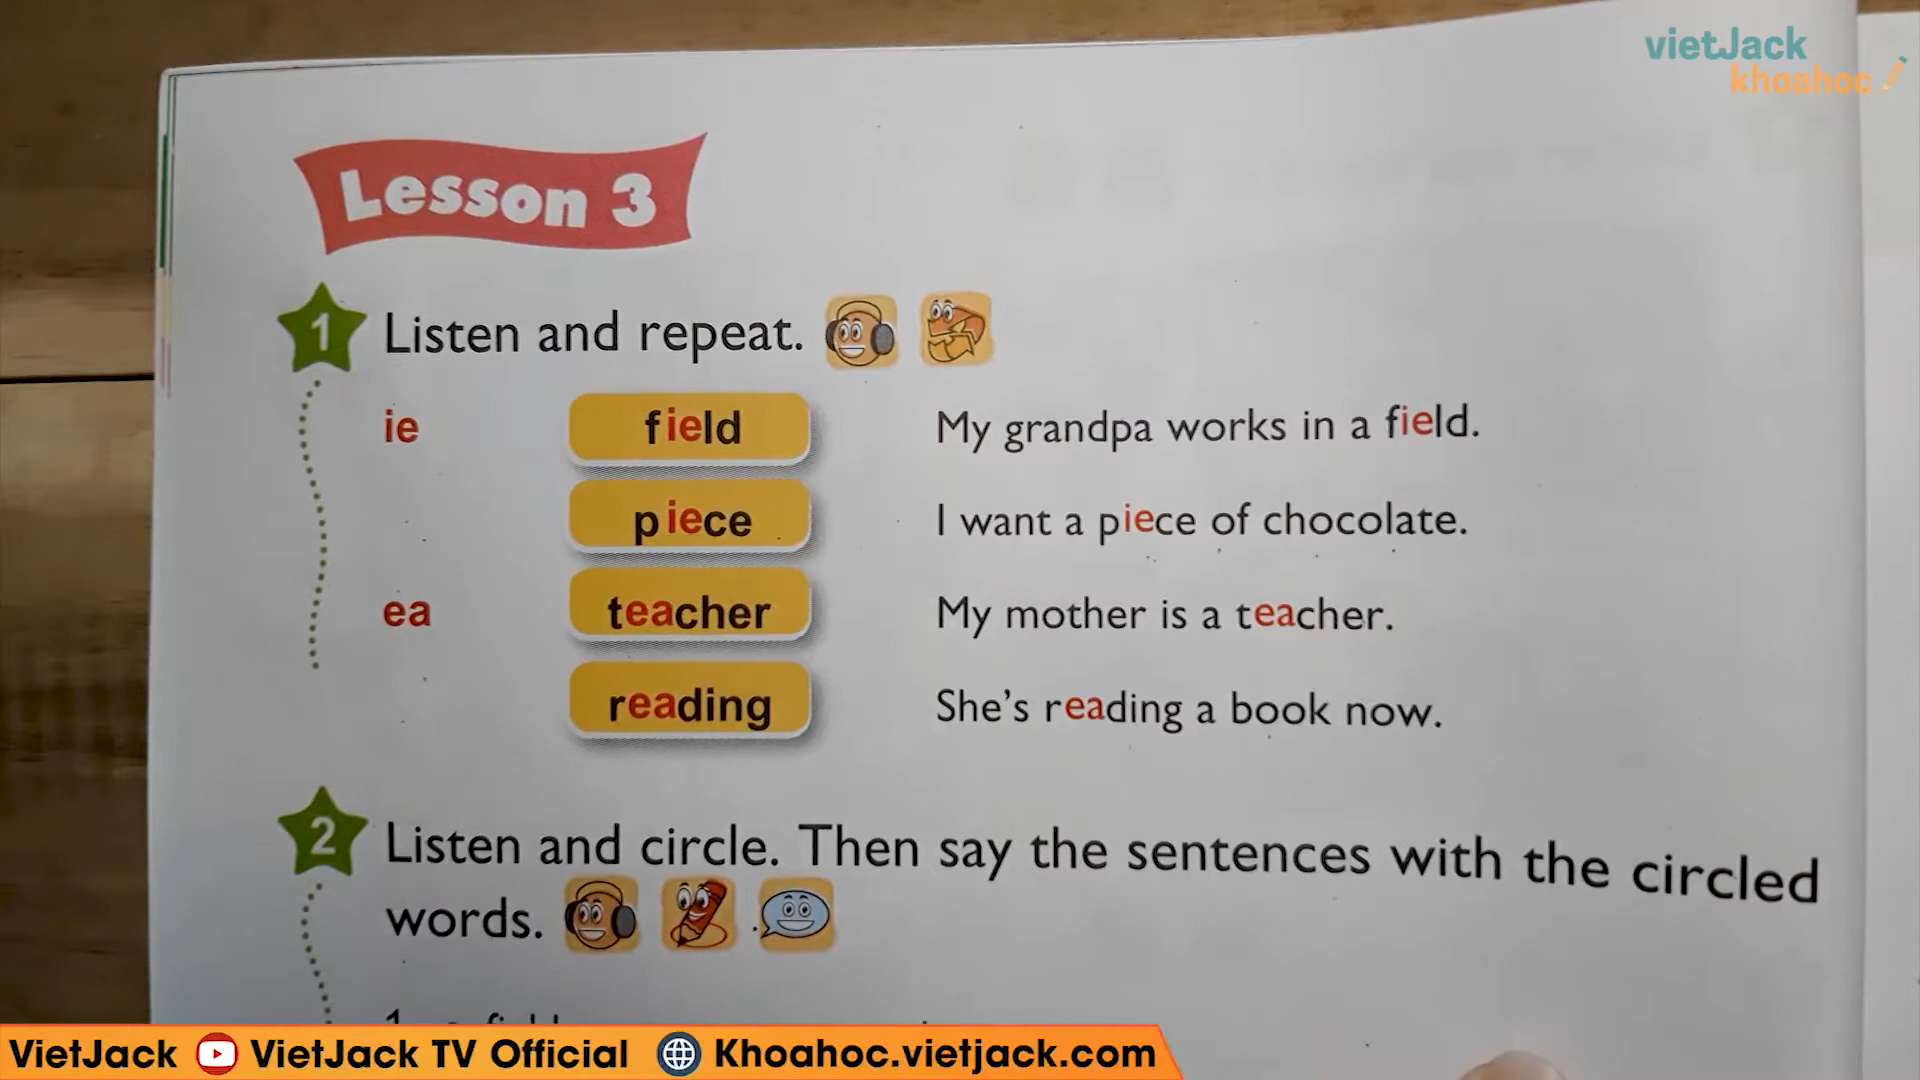 vietJack
khoahoc
Lesson 3
1 Listen and repeat.
ie field My grandpa works in a field.
piece I want a piece of chocolate.
ea teacher My mother is a teacher.
reading She's reading a book now.
2 Listen and circle. Then say the sentences with the circled
words.
VietJack VietJack TV Official Khoahoc.vietjack.com